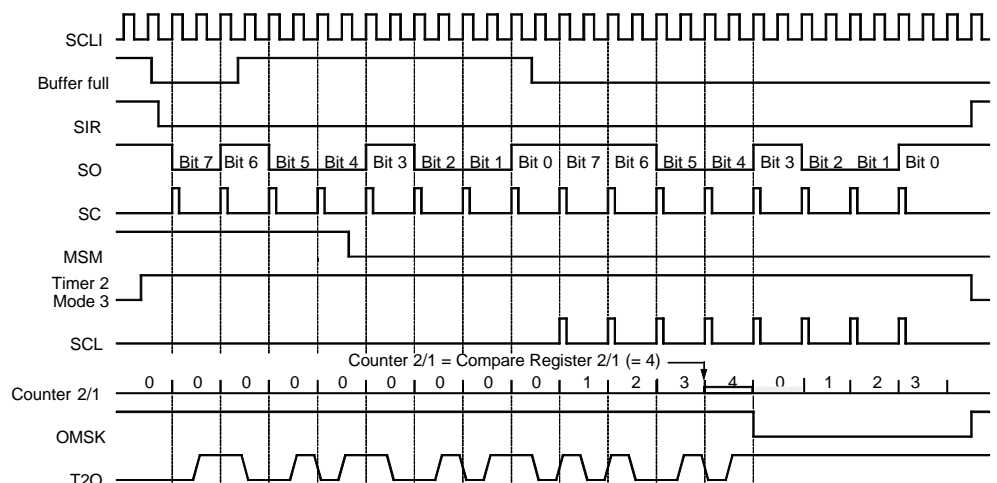 SCLI
Buffer full
SIR
SO Bit 7 Bit 6 Bit 5 Bit 4 Bit 3 Bit 2 Bit 1 Bit 0 Bit 7 Bit 6 Bit 5 Bit 4 Bit 3 Bit 2 Bit 1 Bit 0
SC
MSM
Timer 2
Mode 3
SCL
Counter 2/1 = Compare Register 2/1 (= 4)
Counter 2/1 0 0 0 0 0 0 0 0 0 1 2 3 4 0 1 2 3
OMSK
T2O